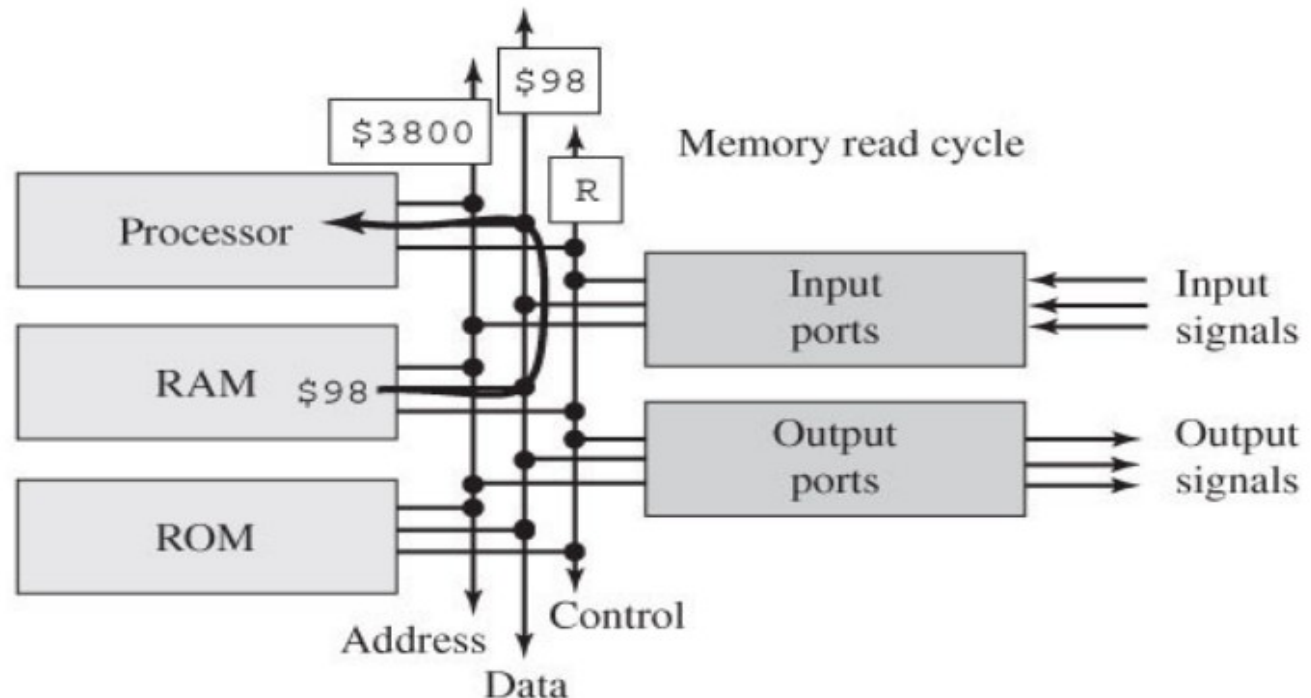 $98
$3800
Memory read cycle
R
Processor
Input
ports
Input
signals
RAM
$98
Output
ports
Output
signals
ROM
Control
Address
Data